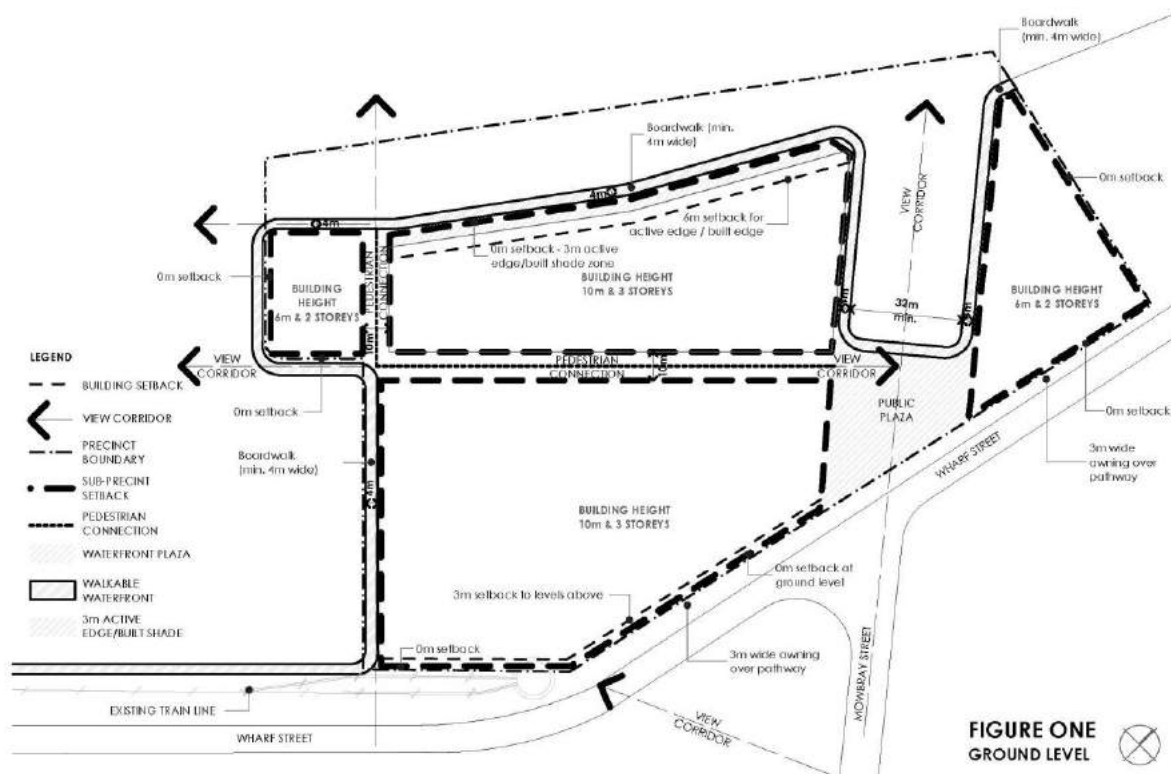 Boardwalk
(min. 4m wide)
Boardwalk (min.
4m wide)
0m setback
VIEW
CORRIDOR
4m
4m
6m setback for
active edge / built edge
0m setback - 3m active
edge/built shade zone
0m setback
PEDESTRIAN
CONNECTION
BUILDING
HEIGHT
6m & 2 STOREYS
BUILDING HEIGHT
10m & 3 STOREYS
32m
min.
BUILDING HEIGHT
6m & 2 STOREYS
10m
LEGEND
BUILDING SETBACK
VIEW CORRIDOR
PRECINCT
BOUNDARY
SUB-PRECINT
SETBACK
PEDESTRIAN
CONNECTION
WATERFRONT PLAZA
WALKABLE
WATERFRONT
3m ACTIVE
EDGE/BUILT SHADE
VIEW
CORRIDOR
PEDESTRIAN
CONNECTION
10m
VIEW
CORRIDOR
0m setback
PUBLIC
PLAZA
0m setback
Boardwalk
(min. 4m wide)
4m
WHARF STREET
3m wide
awning over
pathway
BUILDING HEIGHT
10m & 3 STOREYS
0m setback at
ground level
3m setback to levels above
0m setback
3m wide awning
over pathway
MOWBRAY STREET
EXISTING TRAIN LINE
WHARF STREET
VIEW
CORRIDOR
FIGURE ONE
GROUND LEVEL